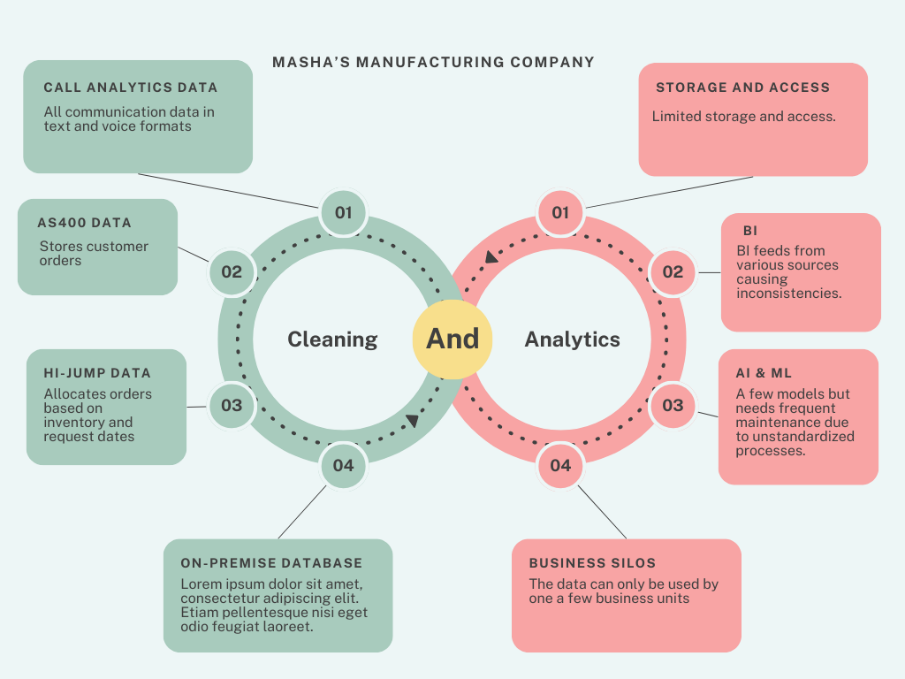 MASHA'S MANUFACTURING COMPANY
CALL ANALYTICS DATA
All communication data in
text and voice formats
AS400 DATA
Stores customer
orders
HI-JUMP DATA
Allocates orders
based on
inventory and
request dates
ON-PREMISE DATABASE
Lorem ipsum dolor sit amet,
consectetur adipiscing elit.
Etiam pellentesque nisi eget
odio feugiat laoreet.
01
02
03
04
Cleaning
And
Analytics
01
02
03
04
STORAGE AND ACCESS
Limited storage and access.
BI
BI feeds from
various sources
causing
inconsistencies.
AI & ML
A few models but
needs frequent
maintenance due
to unstandardized
processes.
BUSINESS SILOS
The data can only be used by
one a few business units